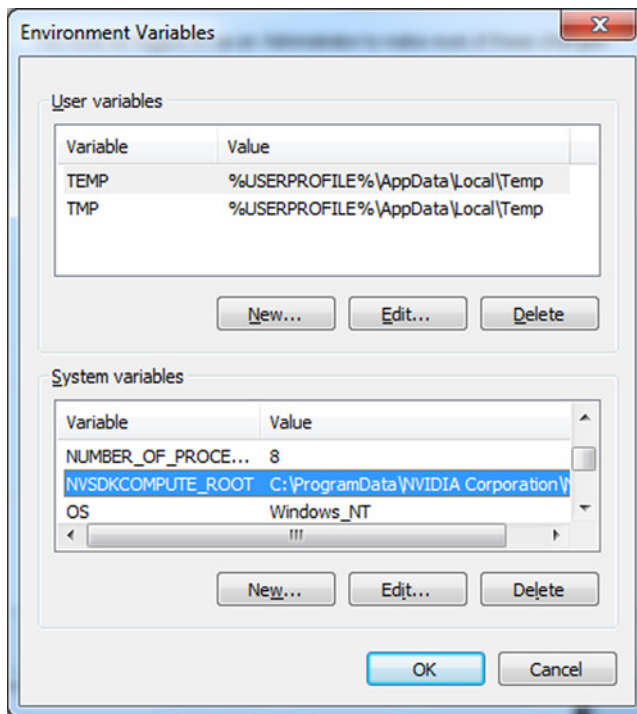 Environment Variables
User variables
Variable Value
TEMP %USERPROFILE%\AppData\Local\Temp
TMP %USERPROFILE%\AppData\Local\Temp
New... Edit... Delete
System variables
Variable Value
NUMBER_OF_PROCE... 8
NVSDKCOMPUTE_ROOT C:\ProgramData\NVIDIA Corporation\
OS Windows_NT
New... Edit... Delete
OK Cancel